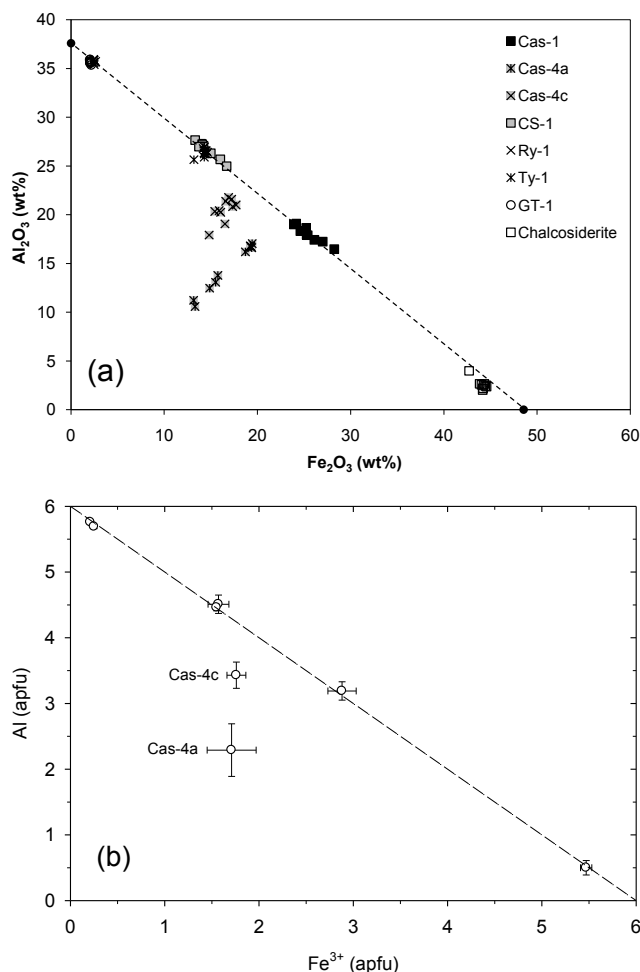 40
35
30
25
20
15
10
5
0
Al₂O₃ (wt%)
Cas-1
Cas-4a
Cas-4c
CS-1
Ry-1
Ty-1
GT-1
Chalcosiderite
(a)
0 10 20 30 40 50 60
Fe₂O₃ (wt%)
6
5
4
3
2
1
0
Al (apfu)
Cas-4c
Cas-4a
(b)
0 1 2 3 4 5 6
Fe³⁺ (apfu)